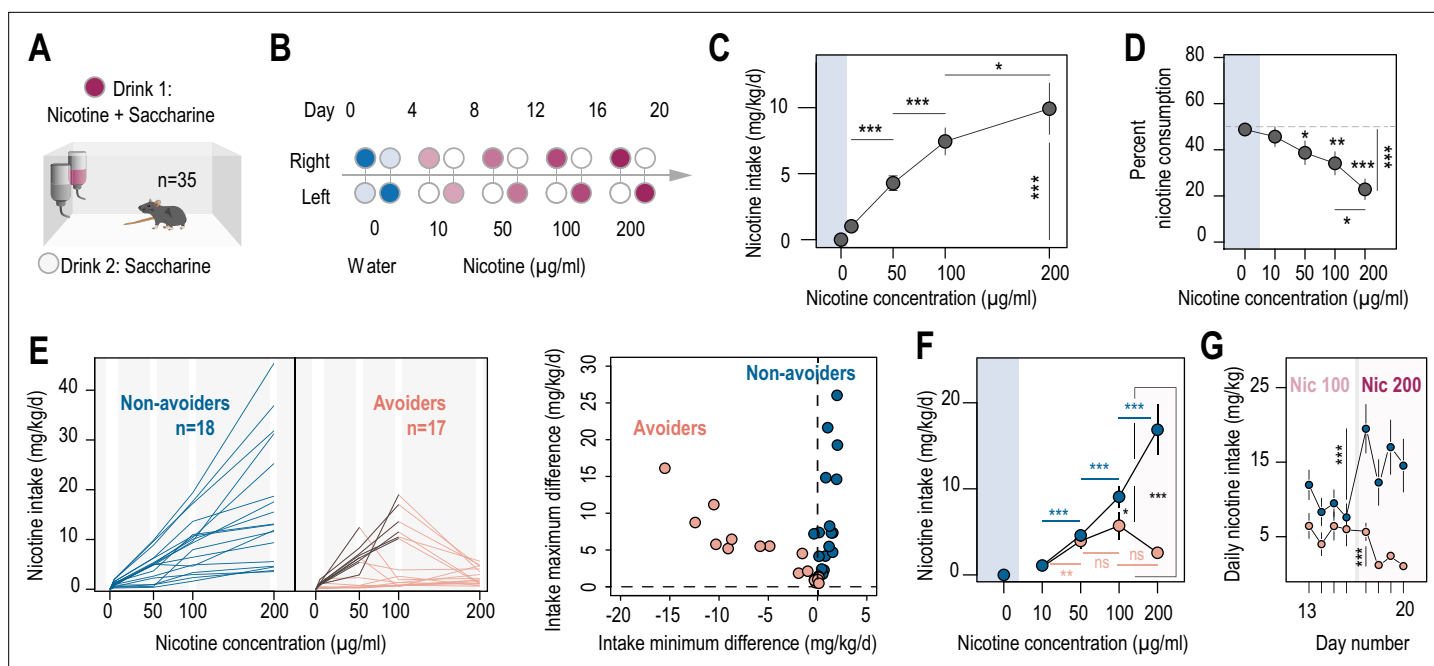 A
Drink 1:
Nicotine + Saccharine
n=35
Drink 2: Saccharine
B
Day 0 4 8 12 16 20
Right
Left
0 10 50 100 200
Water Nicotine (µg/ml)
C
Nicotine intake (mg/kg/d)
10
5
0
***
***
*
***
0 50 100 200
Nicotine concentration (µg/ml)
D
Percent
nicotine consumption
80
60
40
20
0
*
**
***
***
*
0 10 50 100 200
Nicotine concentration (µg/ml)
E
Nicotine intake (mg/kg/d)
40
30
20
10
0
Non-avoiders
n=18
Avoiders
n=17
0 50 100 200 0 50 100 200
Nicotine concentration (µg/ml)
Intake maximum difference (mg/kg/d)
30
25
20
15
10
5
0
Non-avoiders
Avoiders
-20 -15 -10 -5 0 5
Intake minimum difference (mg/kg/d)
F
Nicotine intake (mg/kg/d)
20
10
0
***
***
***
***
*
**
ns
ns
0 10 50 100 200
Nicotine concentration (µg/ml)
G
Daily nicotine intake (mg/kg)
25
15
5
Nic 100 Nic 200
***
***
13 20
Day number